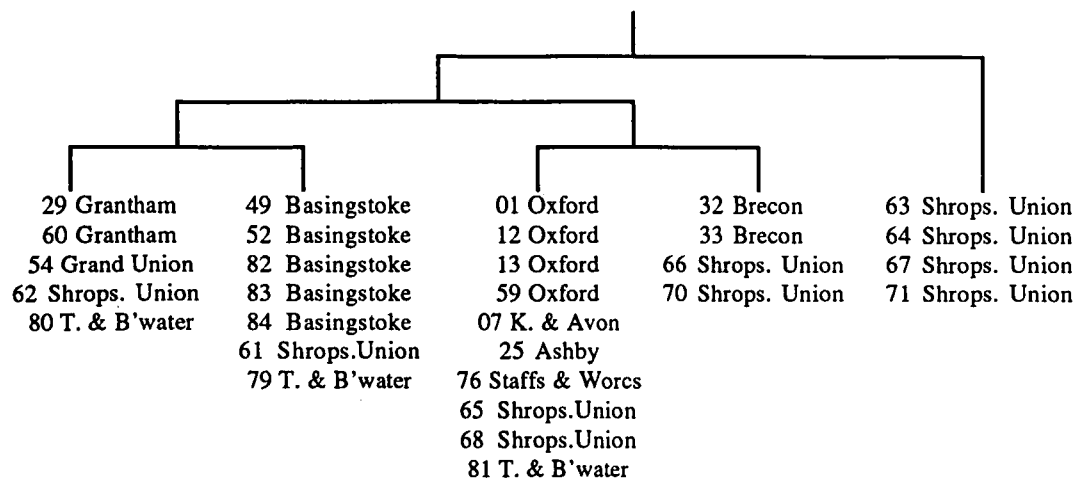 29 Grantham
60 Grantham
54 Grand Union
62 Shrops. Union
80 T. & B'water
49 Basingstoke
52 Basingstoke
82 Basingstoke
83 Basingstoke
84 Basingstoke
61 Shrops.Union
79 T. & B'water
01 Oxford
12 Oxford
13 Oxford
59 Oxford
07 K. & Avon
25 Ashby
76 Staffs & Worcs
65 Shrops.Union
68 Shrops.Union
81 T. & B'water
32 Brecon
33 Brecon
66 Shrops. Union
70 Shrops. Union
63 Shrops. Union
64 Shrops. Union
67 Shrops. Union
71 Shrops. Union